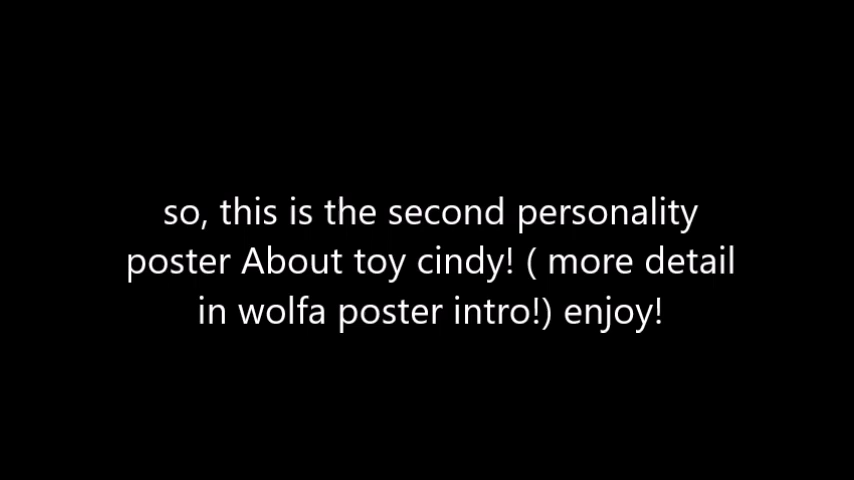 so, this is the second personality
poster About toy cindy! ( more detail
in wolfa poster intro!) enjoy!